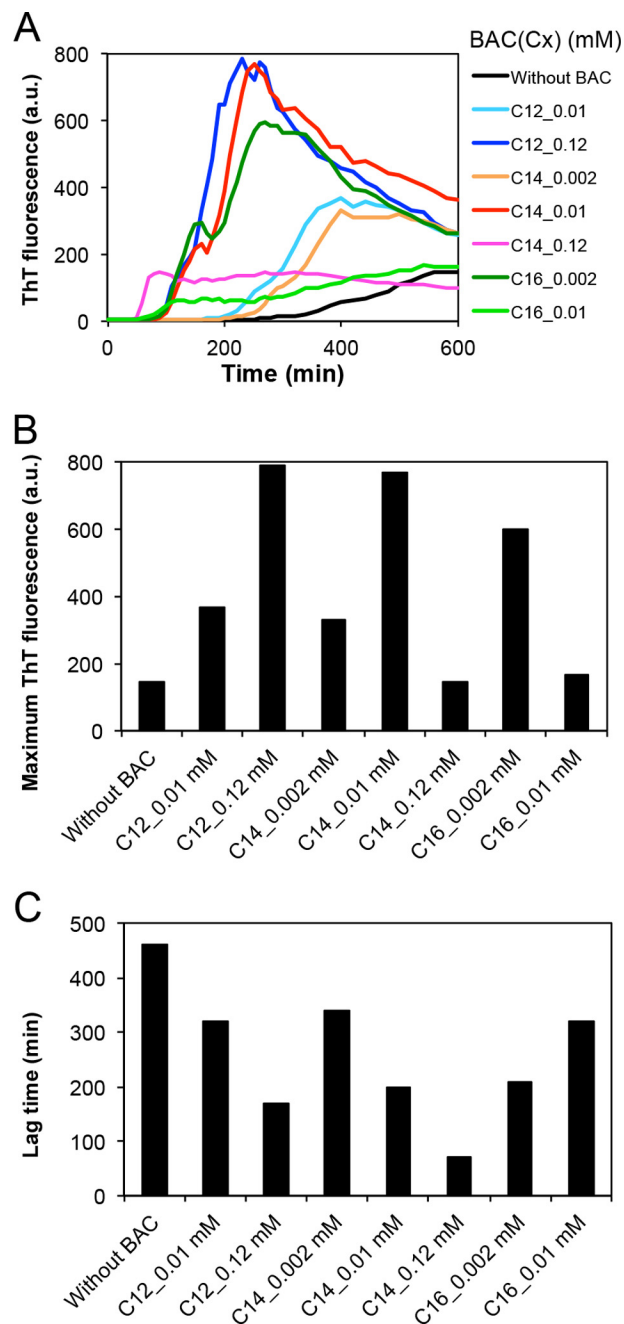 A
BAC(Cx) (mM)
800
600
400
200
0
ThT fluorescence (a.u.)
0 200 400 600
Time (min)
Without BAC
C12_0.01
C12_0.12
C14_0.002
C14_0.01
C14_0.12
C16_0.002
C16_0.01
B
800
600
400
200
0
Maximum ThT fluorescence (a.u.)
Without BAC
C12_0.01 mM
C12_0.12 mM
C14_0.002 mM
C14_0.01 mM
C14_0.12 mM
C16_0.002 mM
C16_0.01 mM
C
500
400
300
200
100
0
Lag time (min)
Without BAC
C12_0.01 mM
C12_0.12 mM
C14_0.002 mM
C14_0.01 mM
C14_0.12 mM
C16_0.002 mM
C16_0.01 mM